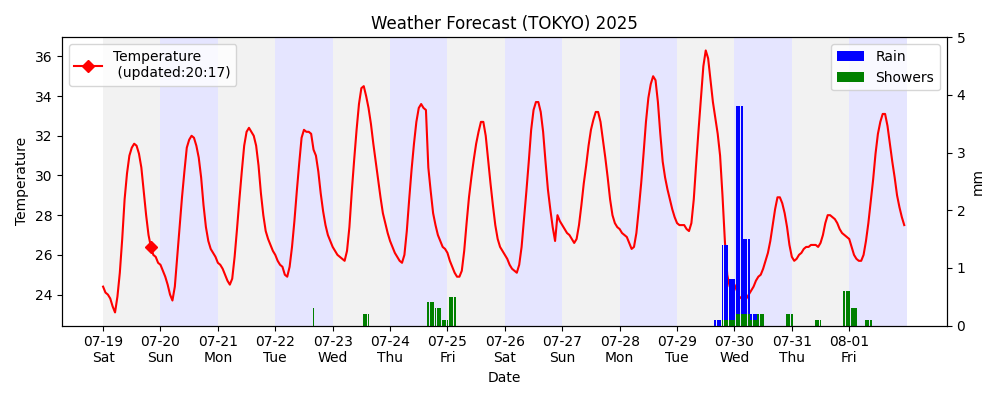 Weather Forecast (TOKYO) 2025
Temperature
(updated:20:17)
Rain
Showers
Temperature
36
34
32
30
28
26
24
5
4
3
2
1
0
mm
07-19 07-20 07-21 07-22 07-23 07-24 07-25 07-26 07-27 07-28 07-29 07-30 07-31 08-01
Sat Sun Mon Tue Wed Thu Fri Sat Sun Mon Tue Wed Thu Fri
Date